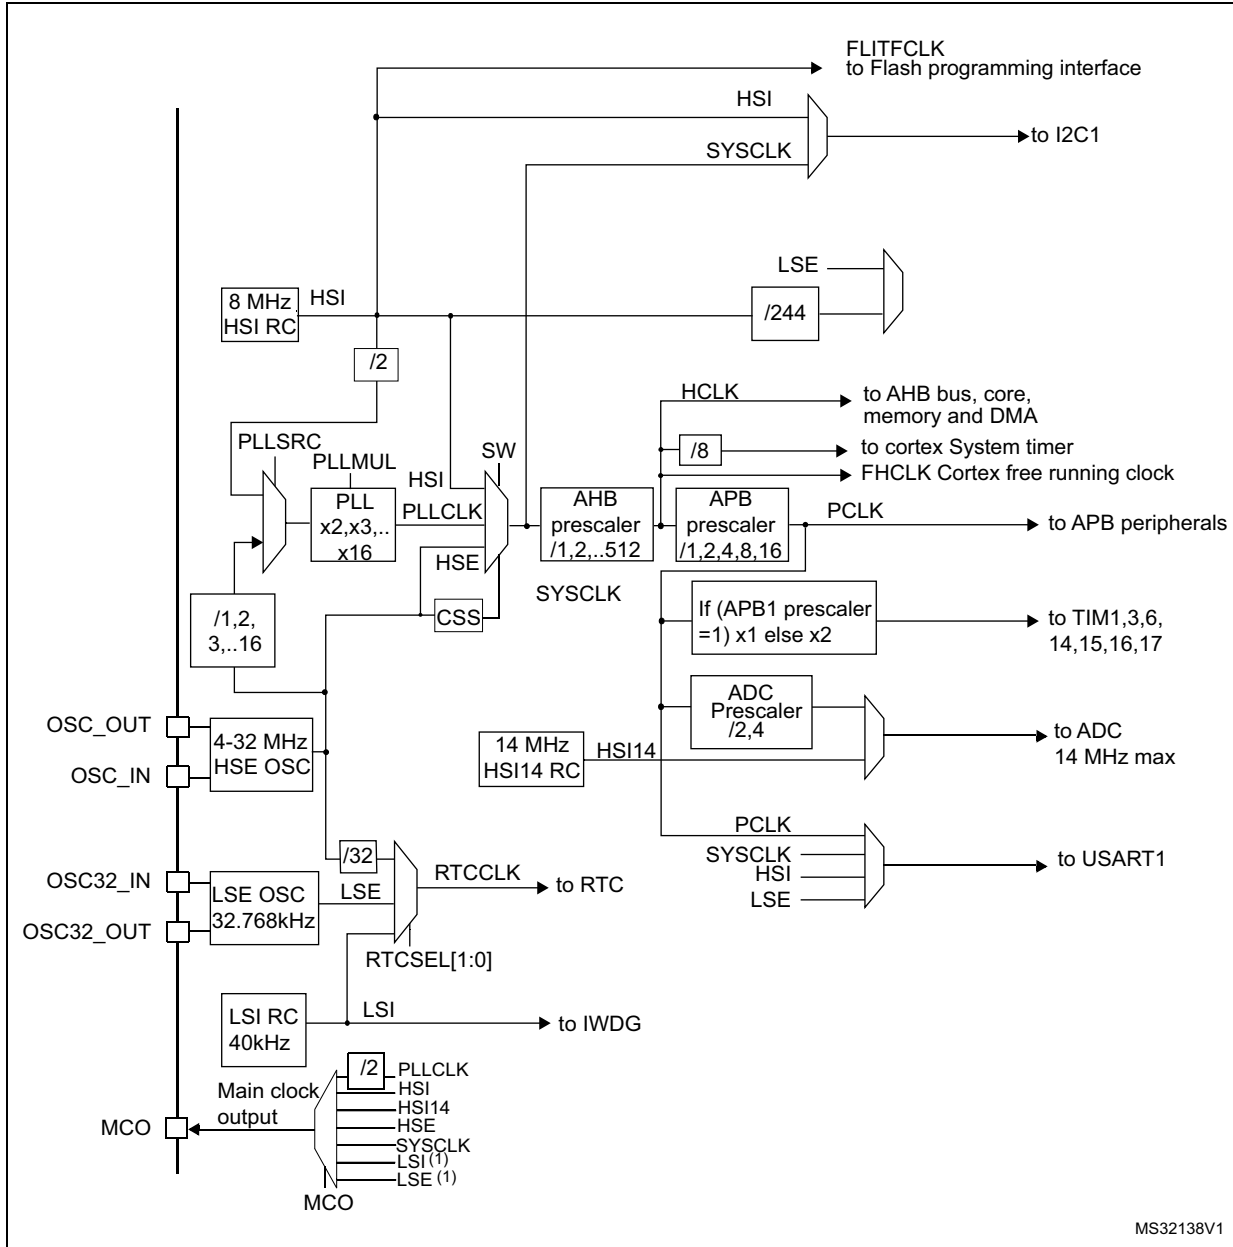 FLITFCLK
to Flash programming interface
HSI
to I2C1
SYSCLK
LSE
8 MHz
HSI RC
HSI
/244
/2
HCLK
to AHB bus, core,
memory and DMA
/8
to cortex System timer
FHCLK Cortex free running clock
PLLSRC
PLLMUL
SW
HSI
PLL
x2,x3,..
x16
PLLCLK
AHB
prescaler
/1,2,..512
APB
prescaler
/1,2,4,8,16
PCLK
to APB peripherals
HSE
SYSCLK
/1,2,
3,..16
CSS
If (APB1 prescaler
=1) x1 else x2
to TIM1,3,6,
14,15,16,17
OSC_OUT
OSC_IN
4-32 MHz
HSE OSC
ADC
Prescaler
/2,4
14 MHz
HSI14 RC
HSI14
to ADC
14 MHz max
PCLK
SYSCLK
HSI
LSE
to USART1
/32
OSC32_IN
OSC32_OUT
LSE OSC
32.768kHz
LSE
RTCCLK
to RTC
RTCSEL[1:0]
LSI RC
40kHz
LSI
to IWDG
/2
PLLCLK
HSI
HSI14
HSE
SYSCLK
LSI (1)
LSE (1)
Main clock
output
MCO
MCO
MS32138V1